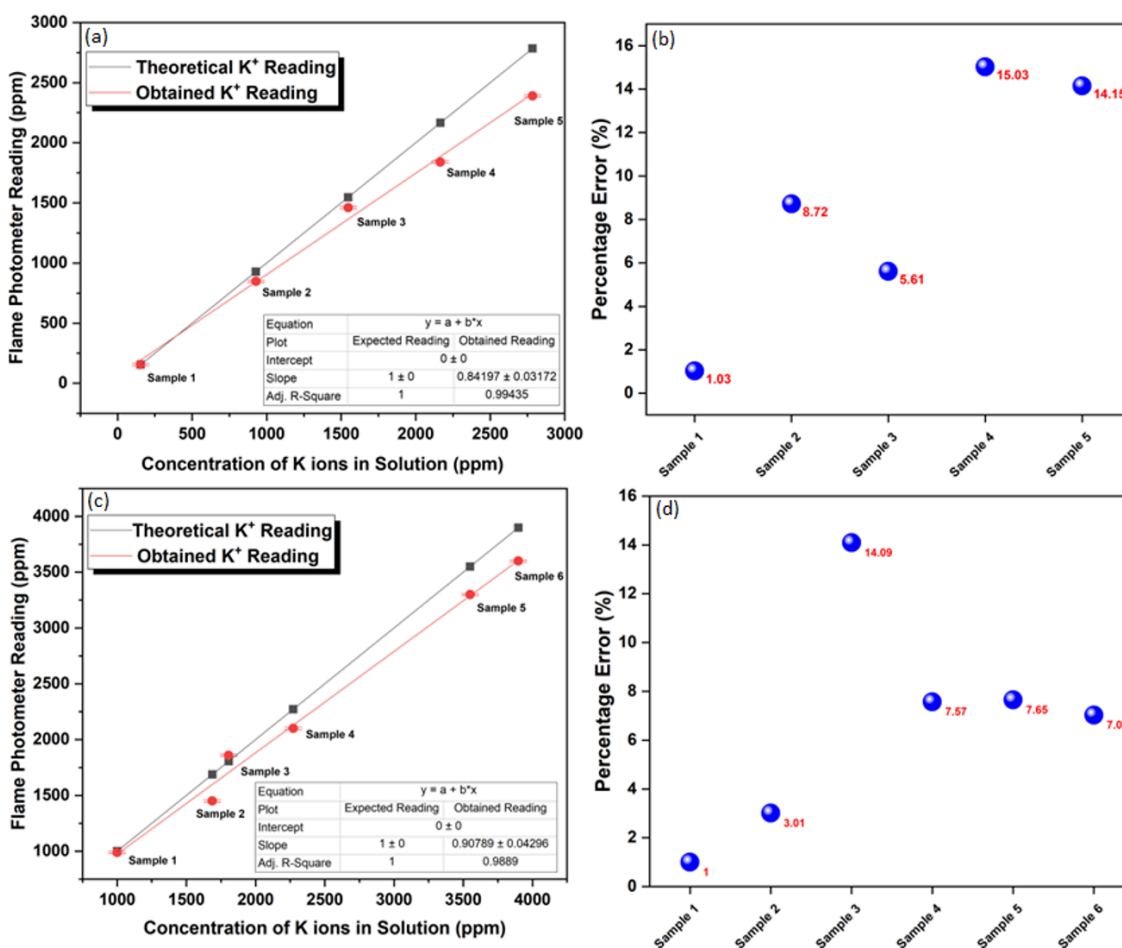 (a)
Theoretical K⁺ Reading
Obtained K⁺ Reading
Flame Photometer Reading (ppm)
3000
2500
2000
1500
1000
500
0
Sample 1
Sample 2
Sample 3
Sample 4
Sample 5
Equation y = a + b*x
Plot Expected Reading Obtained Reading
Intercept 0 ± 0
Slope 1 ± 0 0.84197 ± 0.03172
Adj. R-Square 1 0.99435
0 500 1000 1500 2000 2500 3000
Concentration of K ions in Solution (ppm)
(b)
Percentage Error (%)
16
14
12
10
8
6
4
2
0
1.03
8.72
5.61
15.03
14.15
Sample 1 Sample 2 Sample 3 Sample 4 Sample 5
(c)
Theoretical K⁺ Reading
Obtained K⁺ Reading
Flame Photometer Reading (ppm)
4000
3500
3000
2500
2000
1500
1000
Sample 1
Sample 2
Sample 3
Sample 4
Sample 5
Sample 6
Equation y = a + b*x
Plot Expected Reading Obtained Reading
Intercept 0 ± 0
Slope 1 ± 0 0.90789 ± 0.04296
Adj. R-Square 1 0.9889
1000 1500 2000 2500 3000 3500 4000
Concentration of K ions in Solution (ppm)
(d)
Percentage Error (%)
16
14
12
10
8
6
4
2
0
1
3.01
14.09
7.57
7.65
7.0
Sample 1 Sample 2 Sample 3 Sample 4 Sample 5 Sample 6